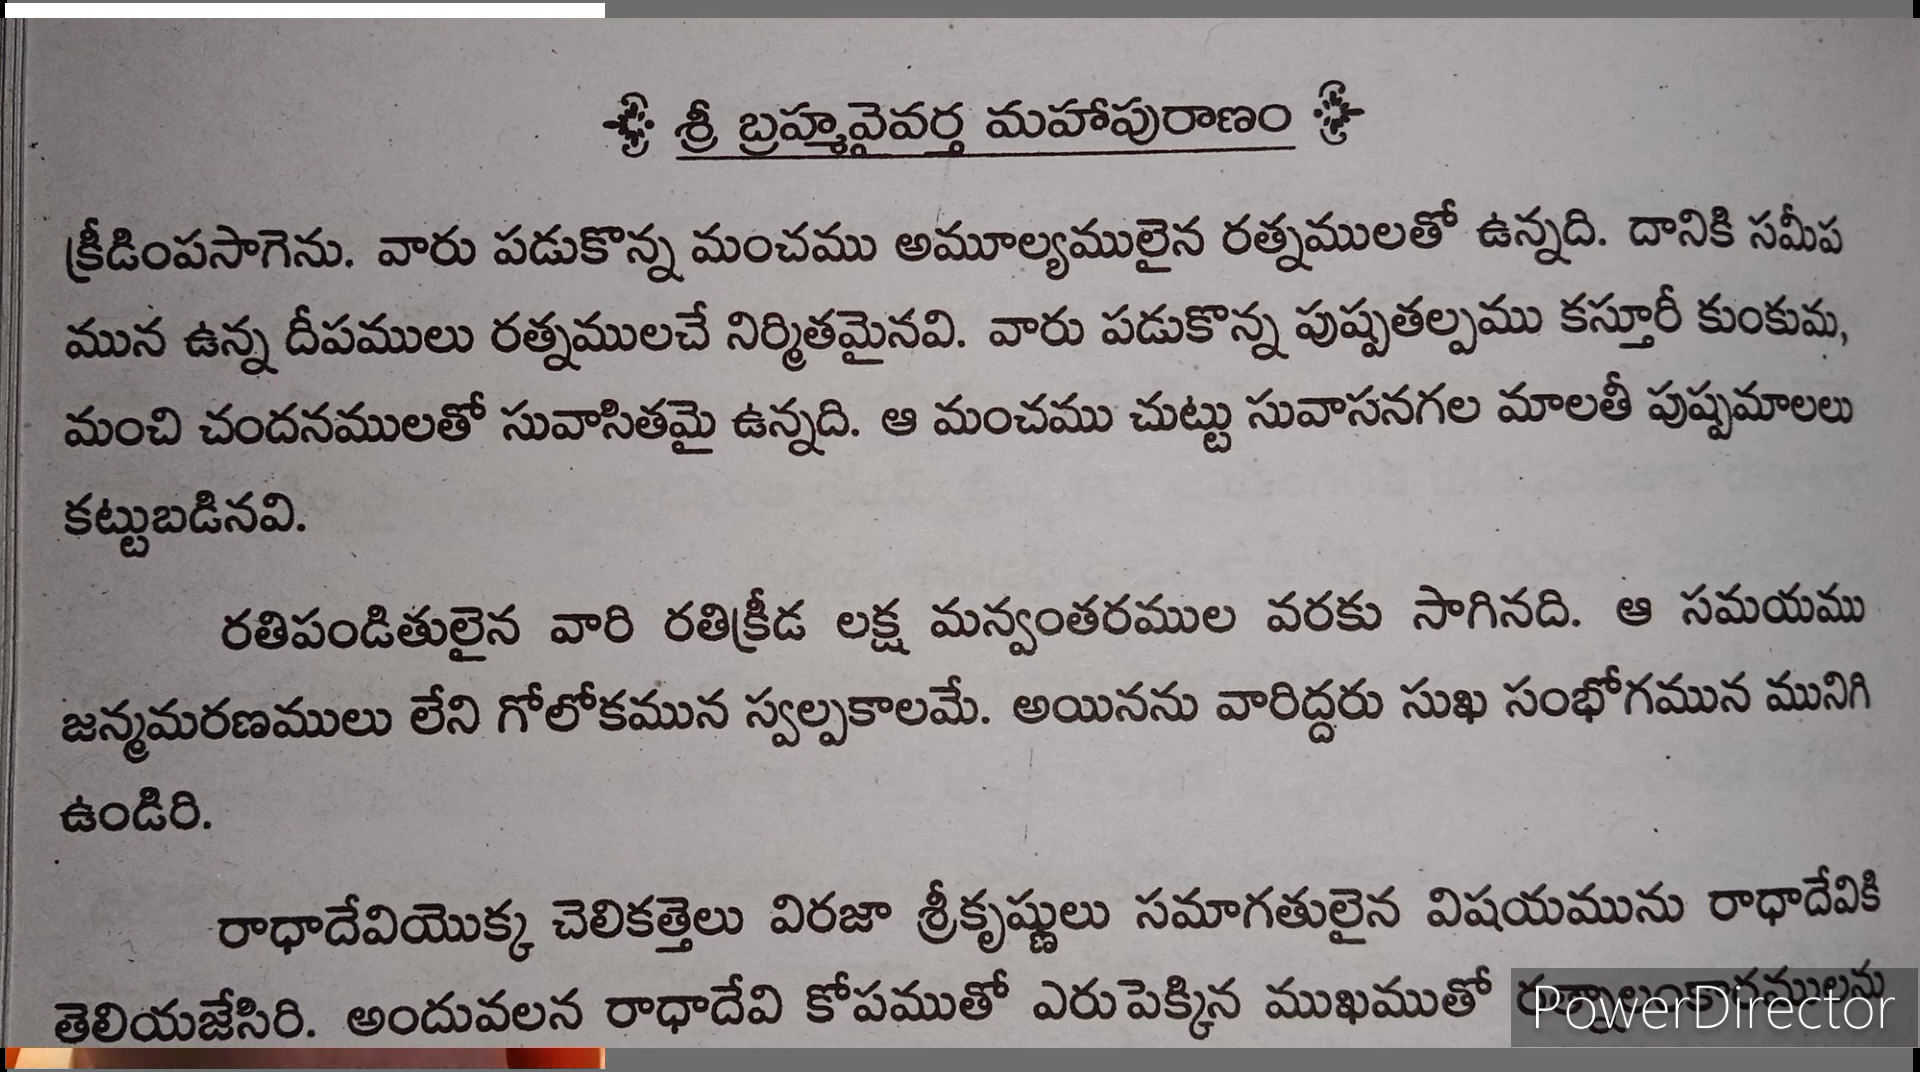 శ్రీ బ్రహ్మవైవర్త మహాపురాణం
క్రీడింపసాగెను. వారు పడుకొన్న మంచము అమూల్యములైన రత్నములతో ఉన్నది. దానికి సమీప
మున ఉన్న దీపములు రత్నములచే నిర్మితమైనవి. వారు పడుకొన్న పుష్పతల్పము కస్తూరీ కుంకుమ,
మంచి చందనములతో సువాసితమై ఉన్నది. ఆ మంచము చుట్టు సువాసనగల మాలతీ పుష్పమాలలు
కట్టుబడినవి.
రతిపండితులైన వారి రతిక్రీడ లక్ష మన్వంతరముల వరకు సాగినది. ఆ సమయము
జన్మమరణములు లేని గోలోకమున స్వల్పకాలమే. అయినను వారిద్దరు సుఖ సంభోగమున మునిగి
ఉండిరి.
రాధాదేవియొక్క చెలికత్తెలు విరజా శ్రీకృష్ణులు సమాగతులైన విషయమును రాధాదేవికి
తెలియజేసిరి. అందువలన రాధాదేవి కోపముతో ఎరుపెక్కిన ముఖముతో
PowerDirector